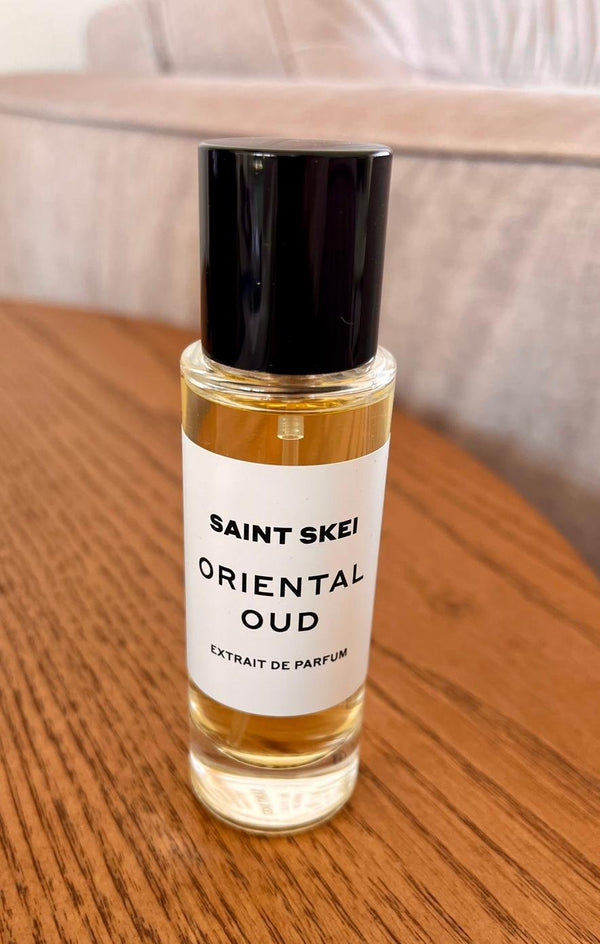 SAINT SKEI
ORIENTAL
OUD
EXTRAIT DE PARFUM